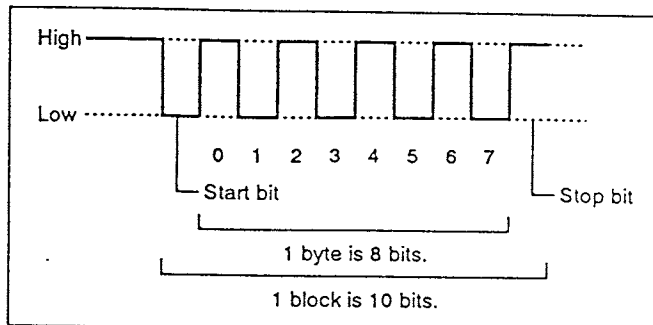 High
Low
0 1 2 3 4 5 6 7
Start bit
Stop bit
1 byte is 8 bits.
1 block is 10 bits.